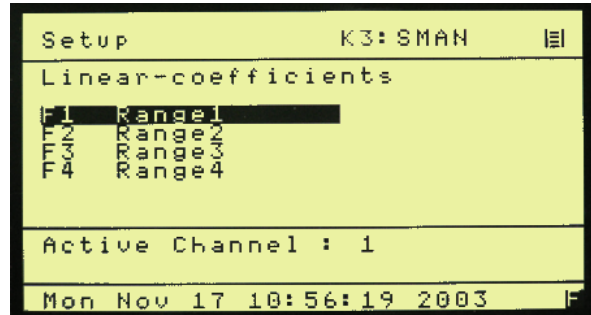 Setup K3:SMAN
Linear-coefficients
F1 Range1
F2 Range2
F3 Range3
F4 Range4
Active Channel : 1
Mon Nov 17 10:56:19 2003 F